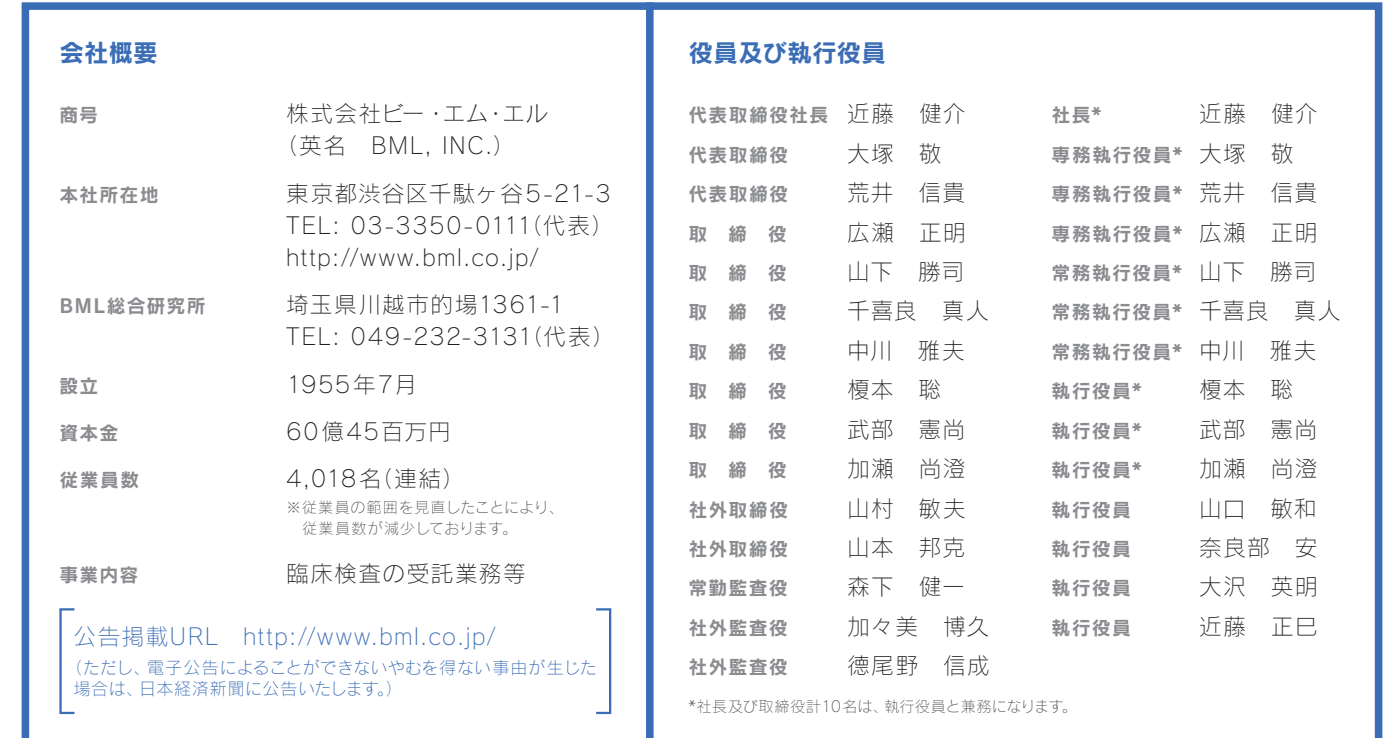 会社概要
商号 株式会社ビー・エム・エル
(英名 BML, INC.)
本社所在地 東京都渋谷区千駄ヶ谷5-21-3
TEL: 03-3350-0111(代表)
http://www.bml.co.jp/
BML総合研究所 埼玉県川越市的場1361-1
TEL: 049-232-3131(代表)
設立 1955年7月
資本金 60億45百万円
従業員数 4,018名(連結)
※従業員の範囲を見直したことにより、
従業員数が減少しております。
事業内容 臨床検査の受託業務等
公告掲載URL http://www.bml.co.jp/
(ただし、電子公告によることができないやむを得ない事由が生じた
場合は、日本経済新聞に公告いたします。)
役員及び執行役員
代表取締役社長 近藤 健介 社長* 近藤 健介
代表取締役 大塚 敬 専務執行役員* 大塚 敬
代表取締役 荒井 信貴 専務執行役員* 荒井 信貴
取締役 広瀬 正明 専務執行役員* 広瀬 正明
取締役 山下 勝司 常務執行役員* 山下 勝司
取締役 千喜良 真人 常務執行役員* 千喜良 真人
取締役 中川 雅夫 常務執行役員* 中川 雅夫
取締役 榎本 聡 執行役員* 榎本 聡
取締役 武部 憲尚 執行役員* 武部 憲尚
取締役 加瀬 尚澄 執行役員* 加瀬 尚澄
社外取締役 山村 敏夫 執行役員 山口 敏和
社外取締役 山本 邦克 執行役員 奈良部 安
常勤監査役 森下 健一 執行役員 大沢 英明
社外監査役 加々美 博久 執行役員 近藤 正巳
社外監査役 德尾野 信成
*社長及び取締役計10名は、執行役員と兼務になります。